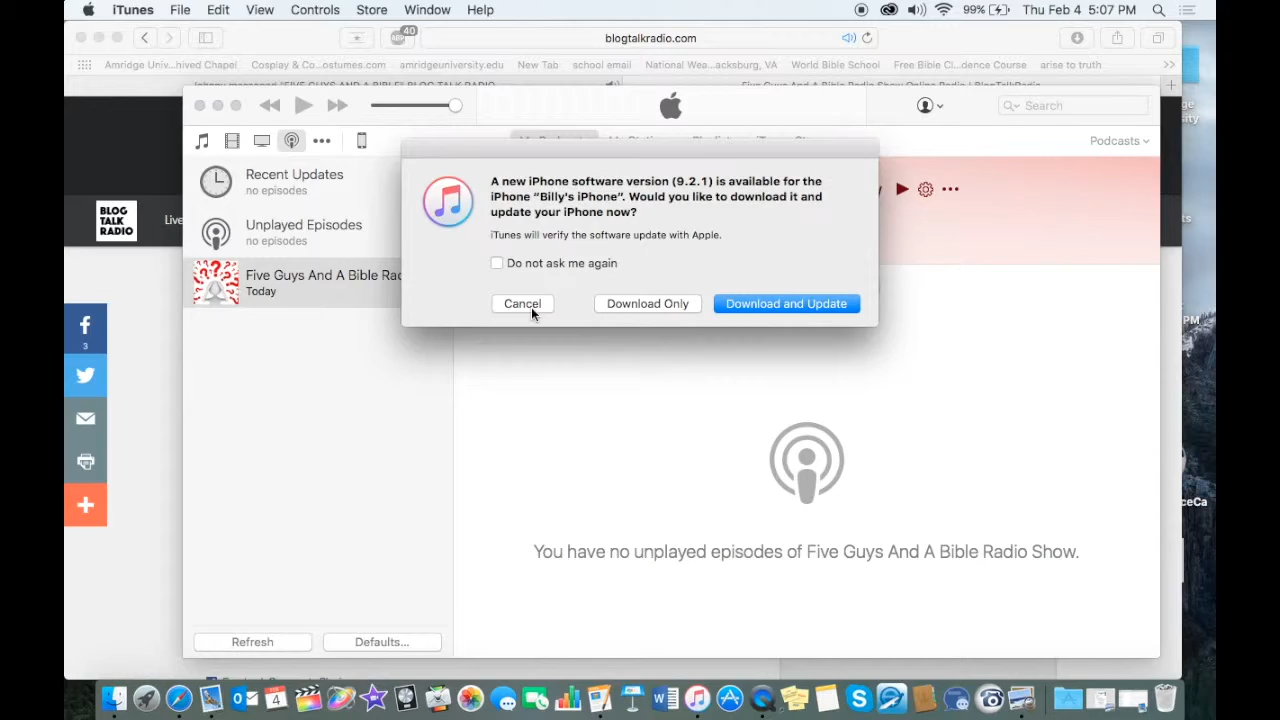 iTunes File Edit View Controls Store Window Help 99% Thu Feb 4 5:07 PM
40 blogtalkradio.com
Amridge Univ...hived Chapel Cosplay & Co...ostumes.com amridgeuniversity.edu New Tab school email National Wea...acksburg, VA World Bible School Free Bible Cl...dence Course arise to truth
Search
Podcasts
Recent Updates
no episodes
Unplayed Episodes
no episodes
Five Guys And A Bible Rad
Today
BLOG
TALK
RADIO
Live
A new iPhone software version (9.2.1) is available for the
iPhone "Billy's iPhone". Would you like to download it and
update your iPhone now?
iTunes will verify the software update with Apple.
Do not ask me again
Cancel Download Only Download and Update
3
PM
ceCa
You have no unplayed episodes of Five Guys And A Bible Radio Show.
Refresh Defaults...